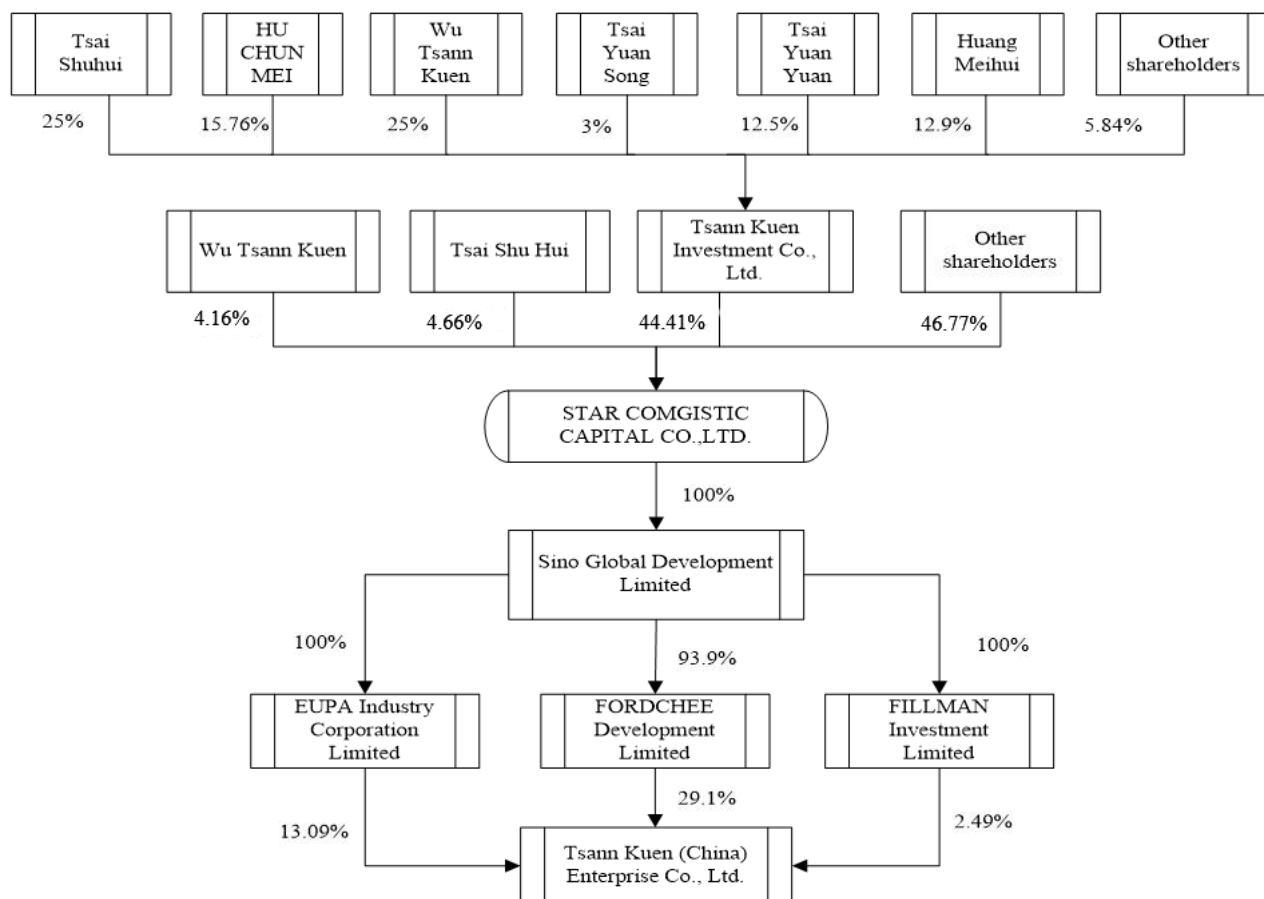 Tsai
Shuhui
HU
CHUN
MEI
Wu
Tsann
Kuen
Tsai
Yuan
Song
Tsai
Yuan
Yuan
Huang
Meihui
Other
shareholders
25%
15.76%
25%
3%
12.5%
12.9%
5.84%
Wu Tsann Kuen
Tsai Shu Hui
Tsann Kuen
Investment Co.,
Ltd.
Other
shareholders
4.16%
4.66%
44.41%
46.77%
STAR COMGISTIC
CAPITAL CO.,LTD.
100%
Sino Global Development
Limited
100%
93.9%
100%
EUPA Industry
Corporation
Limited
FORDCHEE
Development
Limited
FILLMAN
Investment
Limited
13.09%
29.1%
2.49%
Tsann Kuen (China)
Enterprise Co., Ltd.